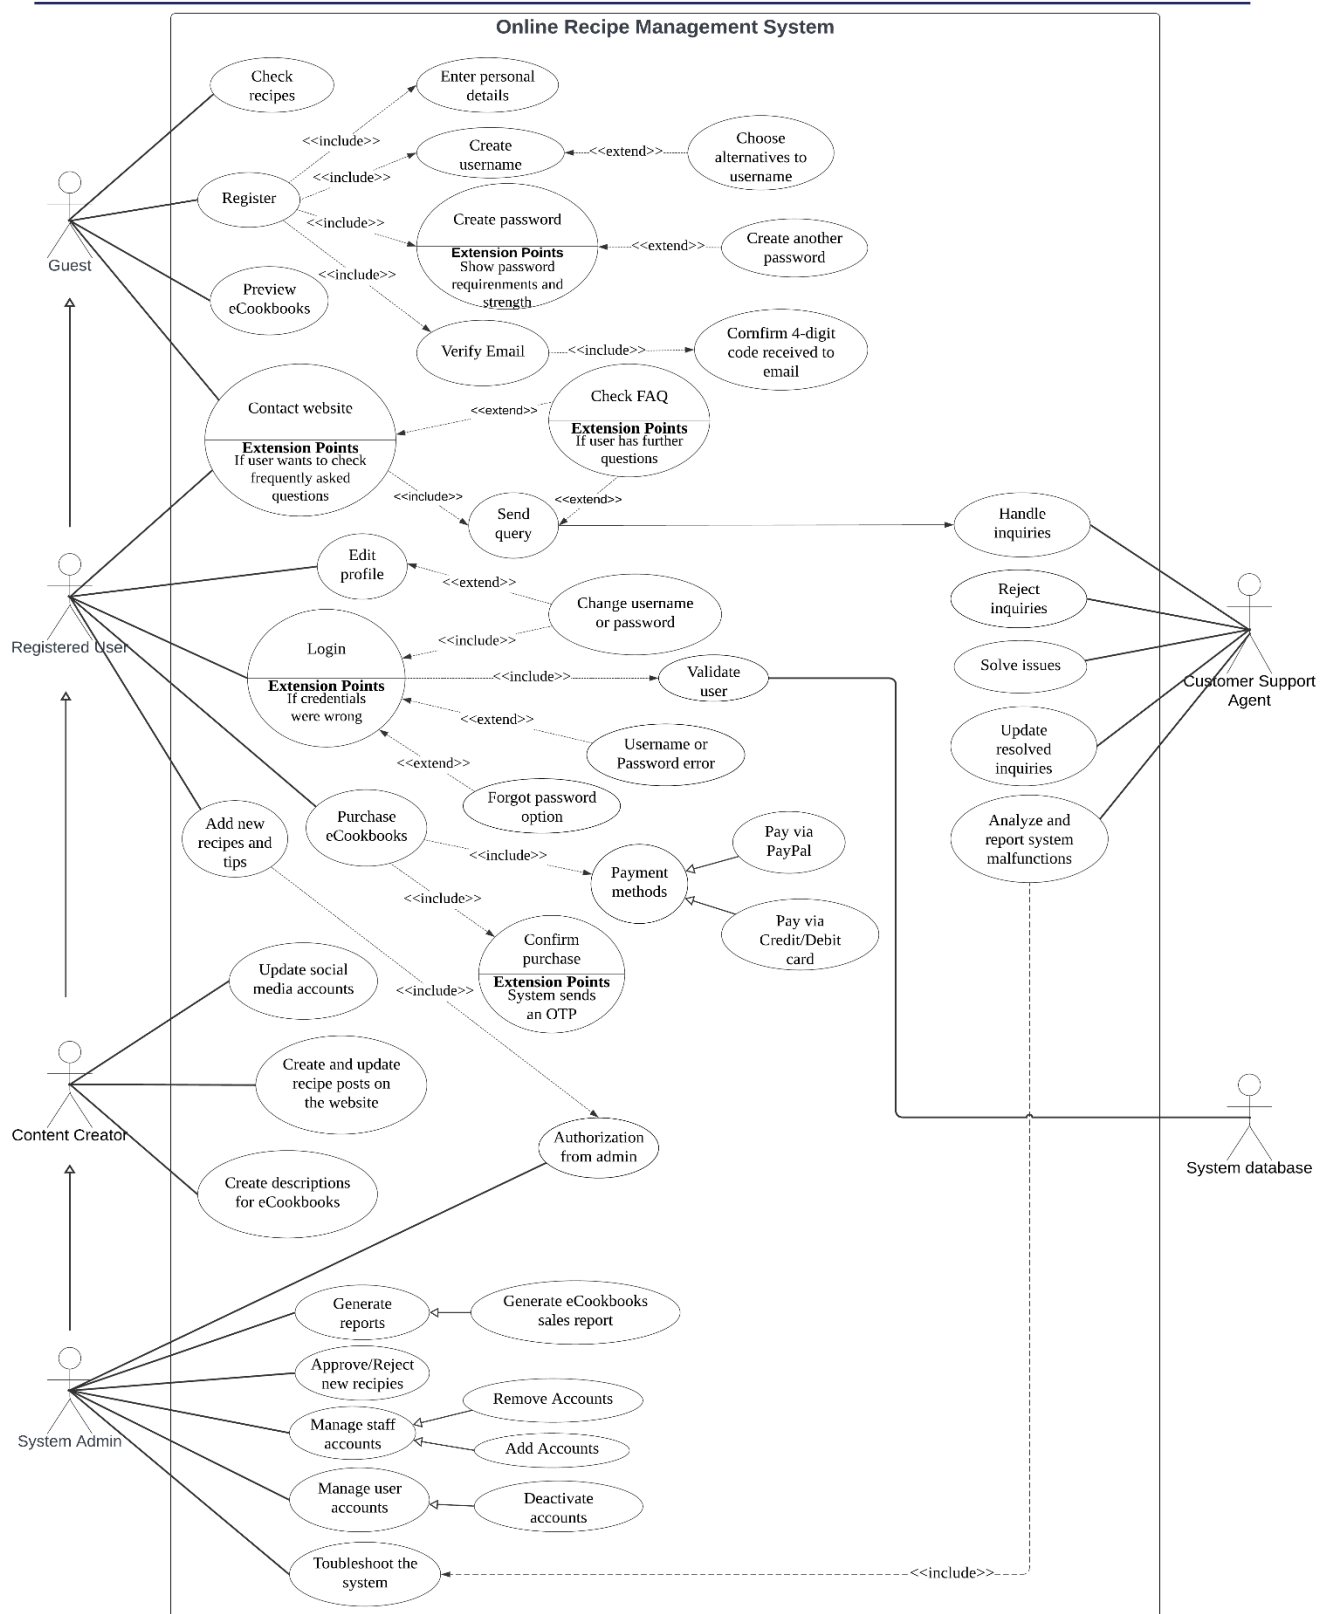 Online Recipe Management System
Check
recipes
Enter personal
details
<<include>>
Create
username
<<extend>>
Choose
alternatives to
username
<<include>>
Register
<<include>>
Create password
Extension Points
Show password
requirenments and
strength
<<extend>>
Create another
password
Guest
<<include>>
Preview
eCookbooks
Verify Email
<<include>>
Cornfirm 4-digit
code received to
email
Contact website
Extension Points
If user wants to check
frequently asked
questions
<<extend>>
Check FAQ
Extension Points
If user has further
questions
<<include>>
<<extend>>
Send
query
Handle
inquiries
Edit
profile
<<extend>>
Change username
or password
Reject
inquiries
Registered User
Login
Extension Points
If credentials
were wrong
<<include>>
<<include>>
Validate
user
Solve issues
Customer Support
Agent
<<extend>>
Username or
Password error
Update
resolved
inquiries
<<extend>>
Forgot password
option
Add new
recipes and
tips
Purchase
eCookbooks
<<include>>
Payment
methods
Pay via
PayPal
Analyze and
report system
malfunctions
<<include>>
Pay via
Credit/Debit
card
Confirm
purchase
Extension Points
System sends
an OTP
<<include>>
Update social
media accounts
Create and update
recipe posts on
the website
Content Creator
Authorization
from admin
System database
Create descriptions
for eCookbooks
Generate
reports
Generate eCookbooks
sales report
Approve/Reject
new recipies
Remove Accounts
System Admin
Manage staff
accounts
Add Accounts
Manage user
accounts
Deactivate
accounts
Toubleshoot the
system
<<include>>